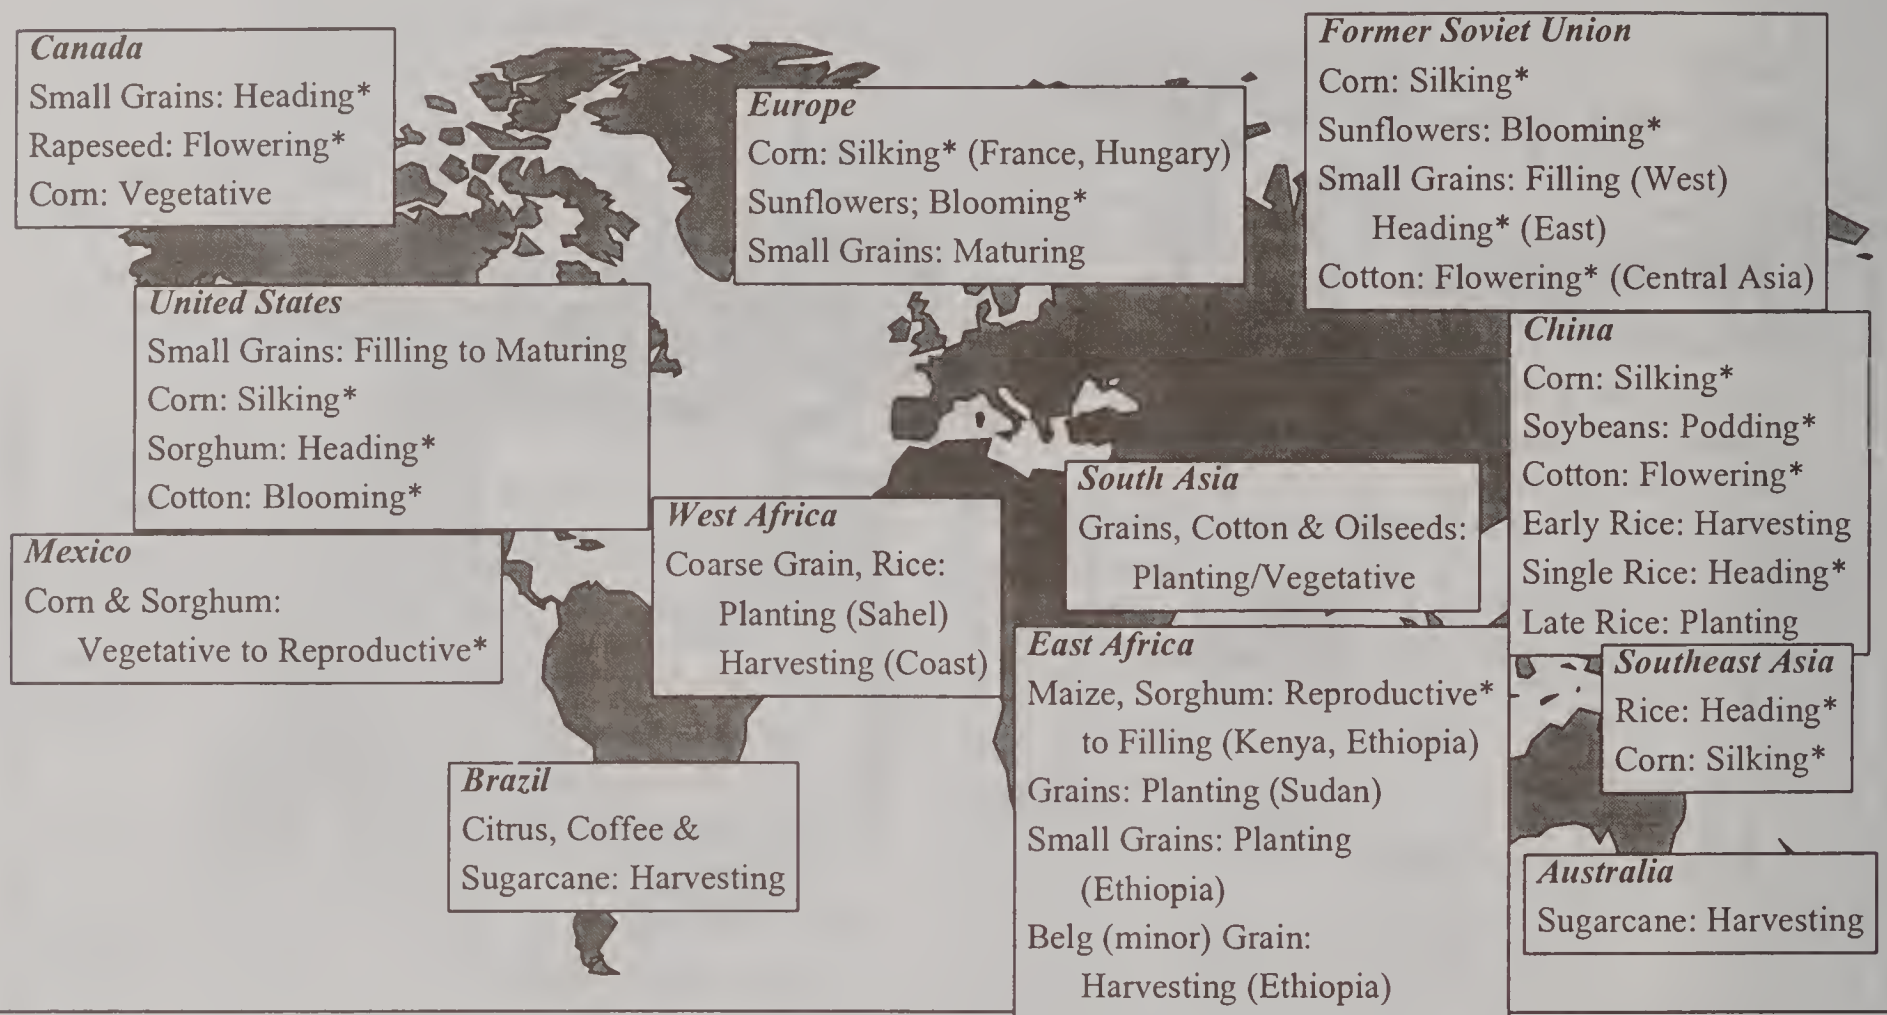 Canada
Small Grains: Heading*
Rapeseed: Flowering*
Corn: Vegetative
Europe
Corn: Silking* (France, Hungary)
Sunflowers; Blooming*
Small Grains: Maturing
Former Soviet Union
Corn: Silking*
Sunflowers: Blooming*
Small Grains: Filling (West)
Heading* (East)
Cotton: Flowering* (Central Asia)
United States
Small Grains: Filling to Maturing
Corn: Silking*
Sorghum: Heading*
Cotton: Blooming*
China
Corn: Silking*
Soybeans: Podding*
Cotton: Flowering*
Early Rice: Harvesting
Single Rice: Heading*
Late Rice: Planting
South Asia
Grains, Cotton & Oilseeds:
Planting/Vegetative
West Africa
Coarse Grain, Rice:
Planting (Sahel)
Harvesting (Coast)
Mexico
Corn & Sorghum:
Vegetative to Reproductive*
East Africa
Maize, Sorghum: Reproductive*
to Filling (Kenya, Ethiopia)
Grains: Planting (Sudan)
Small Grains: Planting
(Ethiopia)
Belg (minor) Grain:
Harvesting (Ethiopia)
Southeast Asia
Rice: Heading*
Corn: Silking*
Brazil
Citrus, Coffee &
Sugarcane: Harvesting
Australia
Sugarcane: Harvesting